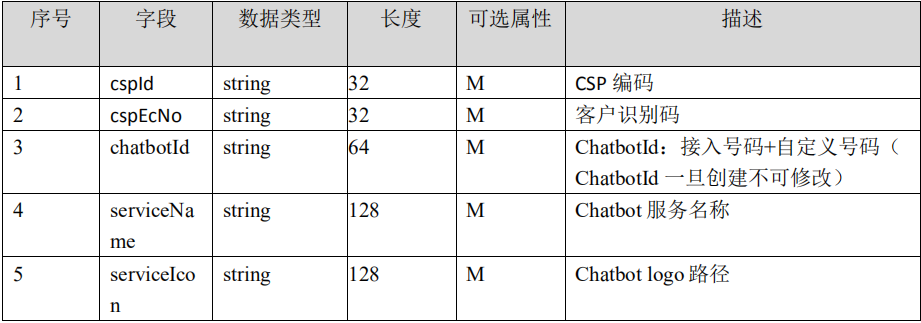 序号 字段 数据类型 长度 可选属性 描述
1 cspId string 32 M CSP 编码
2 cspEcNo string 32 M 客户识别码
3 chatbotId string 64 M ChatbotId：接入号码+自定义号码（
ChatbotId 一旦创建不可修改）
4 serviceNa string 128 M Chatbot 服务名称
me
5 serviceIco string 128 M Chatbot logo 路径
n